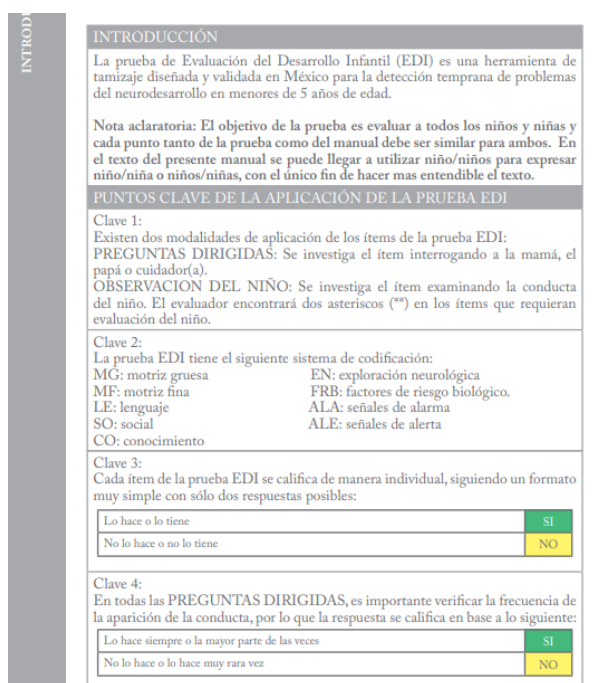 INTRODU
INTRODUCCIÓN
La prueba de Evaluación del Desarrollo Infantil (EDI) es una herramienta de
tamizaje diseñada y validada en México para la detección temprana de problemas
del neurodesarrollo en menores de 5 años de edad.
Nota aclaratoria: El objetivo de la prueba es evaluar a todos los niños y niñas y
cada punto tanto de la prueba como del manual debe ser similar para ambos. En
el texto del presente manual se puede llegar a utilizar niño/niños para expresar
niño/niña o niños/niñas, con el único fin de hacer mas entendible el texto.
PUNTOS CLAVE DE LA APLICACIÓN DE LA PRUEBA EDI
Clave 1:
Existen dos modalidades de aplicación de los ítems de la prueba EDI:
PREGUNTAS DIRIGIDAS: Se investiga el ítem interrogando a la mamá, el
papá o cuidador(a).
OBSERVACION DEL NIÑO: Se investiga el ítem examinando la conducta
del niño. El evaluador encontrará dos asteriscos (**) en los ítems que requieran
evaluación del niño.
Clave 2:
La prueba EDI tiene el siguiente sistema de codificación:
MG: motriz gruesa EN: exploración neurológica
MF: motriz fina FRB: factores de riesgo biológico.
LE: lenguaje ALA: señales de alarma
SO: social ALE: señales de alerta
CO: conocimiento
Clave 3:
Cada ítem de la prueba EDI se califica de manera individual, siguiendo un formato
muy simple con sólo dos respuestas posibles:
Lo hace o lo tiene SI
No lo hace o no lo tiene NO
Clave 4:
En todas las PREGUNTAS DIRIGIDAS, es importante verificar la frecuencia de
la aparición de la conducta, por lo que la respuesta se califica en base a lo siguiente:
Lo hace siempre o la mayor parte de las veces SI
No lo hace o lo hace muy rara vez NO